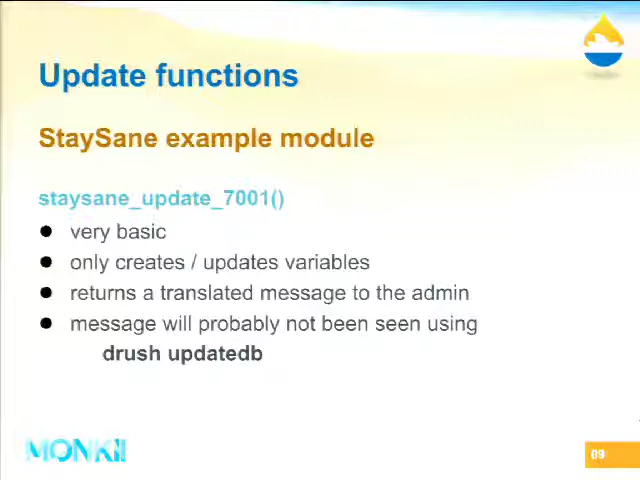 Update functions
StaySane example module
staysane_update_7001()
very basic
only creates / updates variables
returns a translated message to the admin
message will probably not been seen using
drush updatedb
MONKII
09